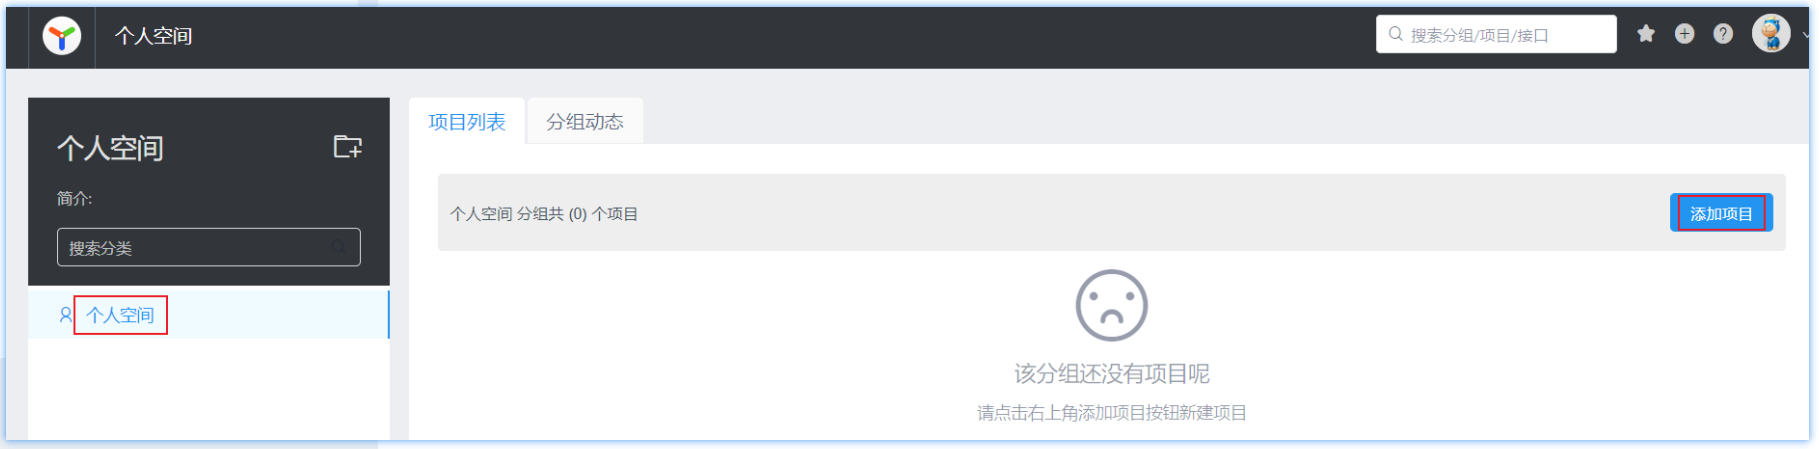 个人空间
搜索分组/项目/接口
个人空间
简介:
搜索分类
个人空间
项目列表
分组动态
个人空间 分组共 (0) 个项目
添加项目
该分组还没有项目呢
请点击右上角添加项目按钮新建项目